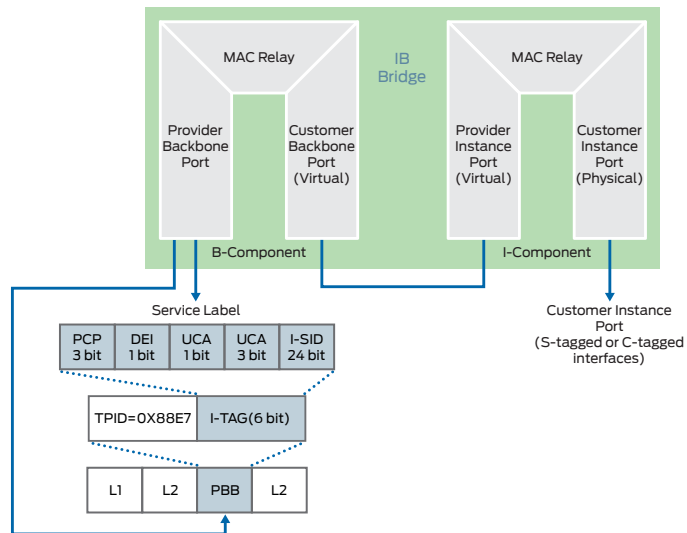 MAC Relay
IB
Bridge
MAC Relay
Provider
Backbone
Port
Customer
Backbone
Port
(Virtual)
Provider
Instance
Port
(Virtual)
Customer
Instance
Port
(Physical)
B-Component
I-Component
Service Label
Customer Instance
Port
(S-tagged or C-tagged
interfaces)
PCP
3 bit
DEI
1 bit
UCA
1 bit
UCA
3 bit
I-SID
24 bit
TPID=0X88E7
I-TAG(6 bit)
L1
L2
PBB
L2